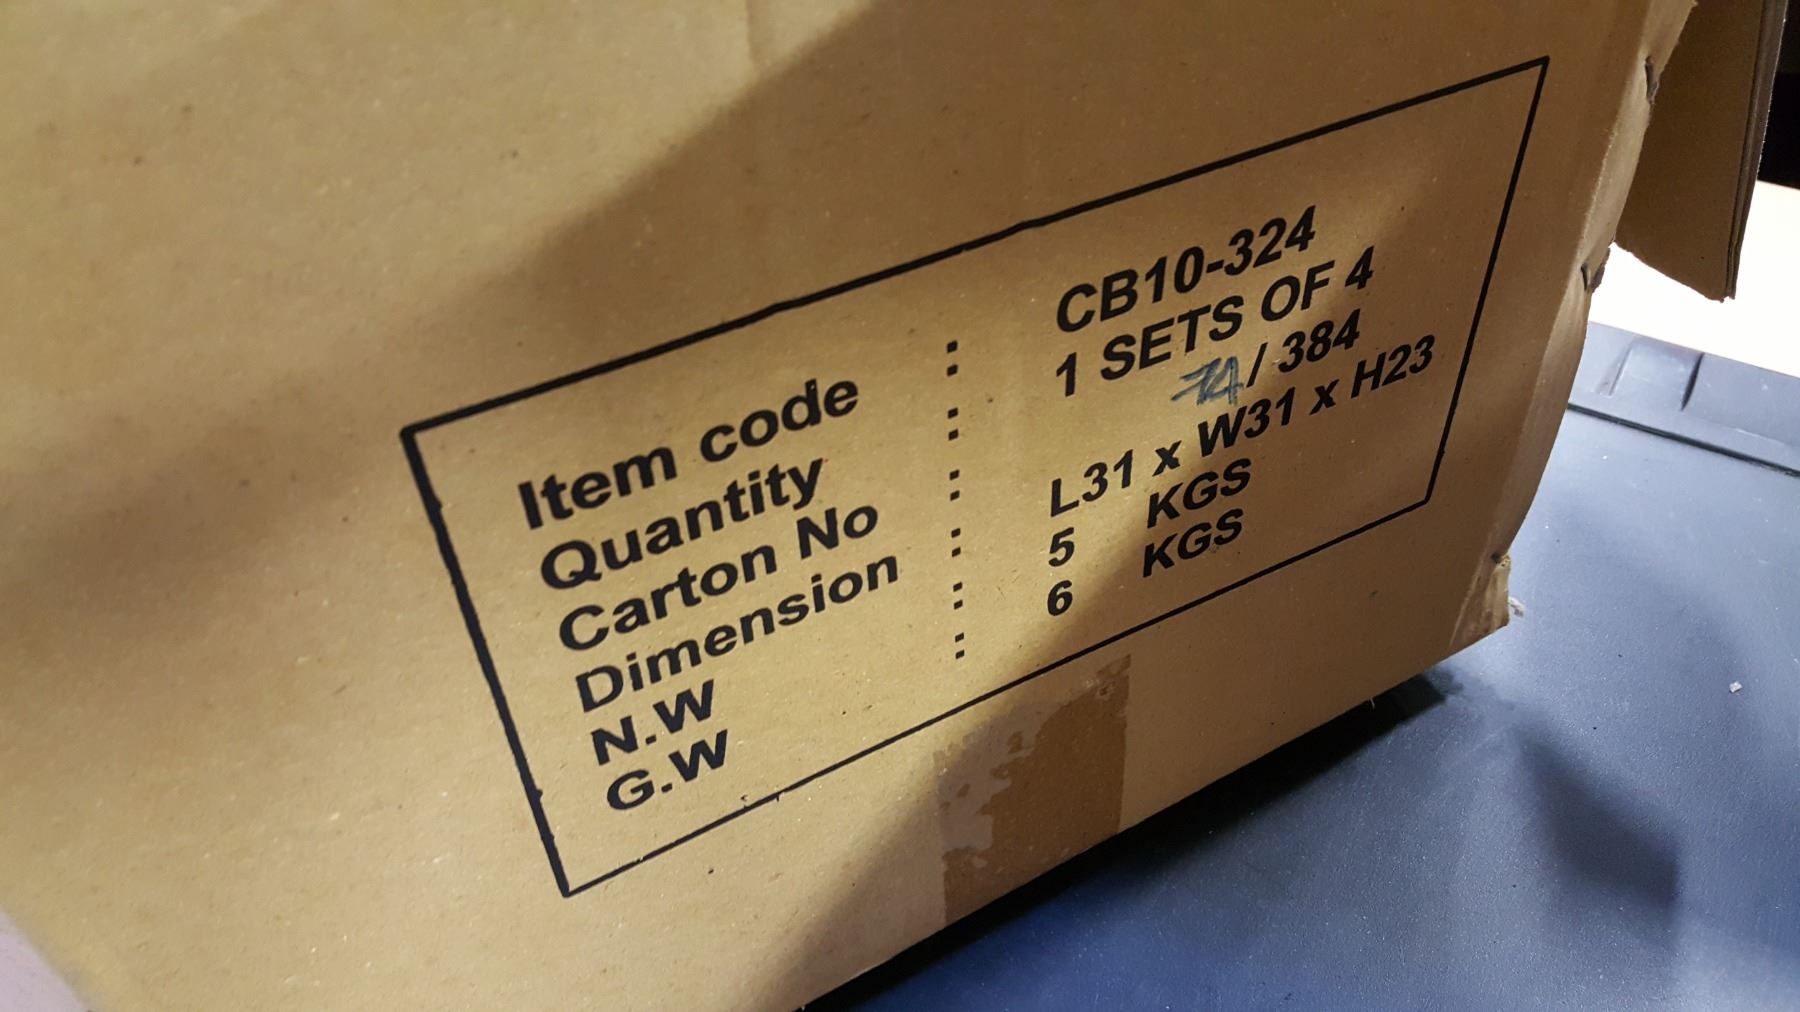 Item code : CB10-324
Quantity : 1 SETS OF 4
Carton No : 74 / 384
Dimension : L31 x W31 x H23
N.W : 5 KGS
G.W : 6 KGS